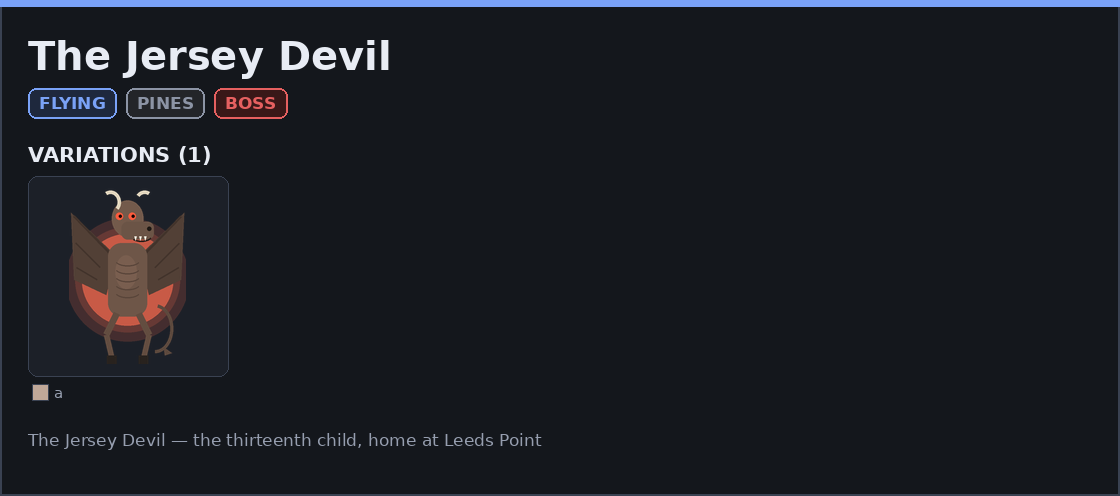 The Jersey Devil
FLYING PINES BOSS
VARIATIONS (1)
a
The Jersey Devil — the thirteenth child, home at Leeds Point